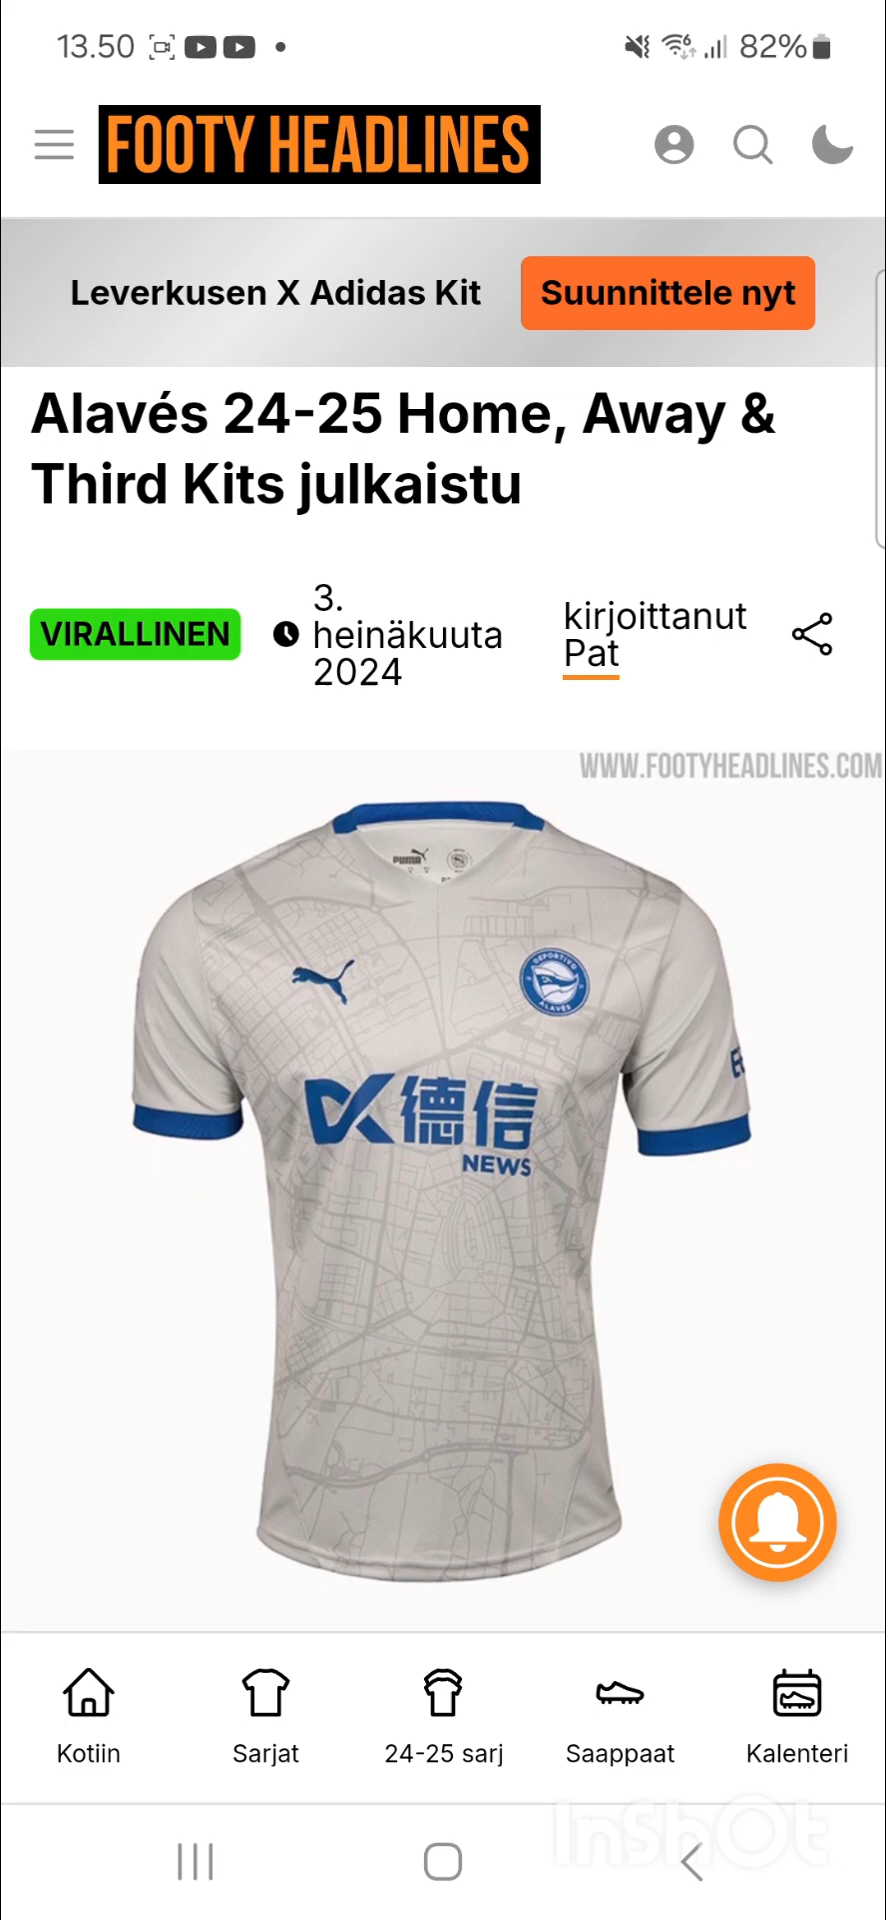 13.50
82%
FOOTY HEADLINES
Leverkusen X Adidas Kit
Suunnittele nyt
Alavés 24-25 Home, Away &
Third Kits julkaistu
VIRALLINEN
3.
heinäkuuta
2024
kirjoittanut
Pat
WWW.FOOTYHEADLINES.COM
PUMA
DEPORTIVO
ALAVÉS
DK德信
NEWS
Kotiin
Sarjat
24-25 sarj
Saappaat
Kalenteri
InShOt